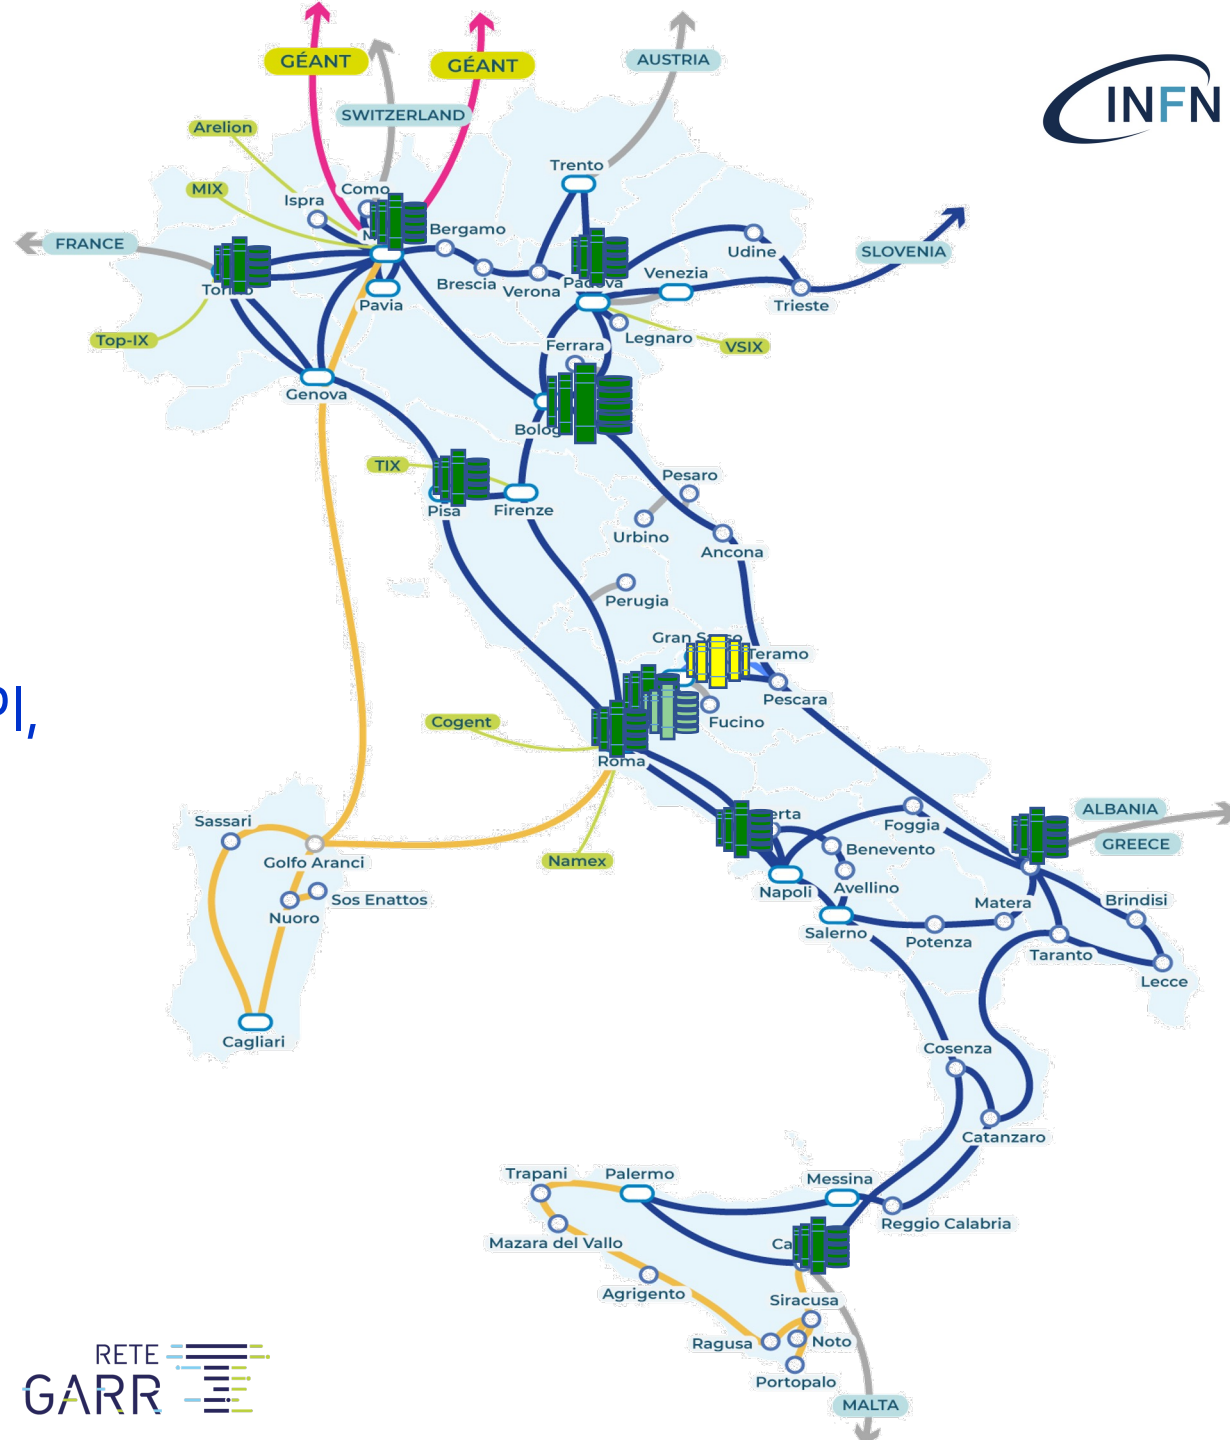 GÉANT
GÉANT
AUSTRIA
INFN
SWITZERLAND
Arelion
Trento
MIX
Como
Ispra
Bergamo
FRANCE
Udine
SLOVENIA
Brescia
Verona
Venezia
Trieste
Pavia
Top-IX
Legnaro
VSIX
Ferrara
Genova
TIX
Pesaro
Pisa
Firenze
Urbino
Ancona
Perugia
Teramo
PI,
Pescara
Cogent
Fucino
Roma
Sassari
ALBANIA
Foggia
GREECE
Golfo Aranci
Namex
Benevento
Napoli
Avellino
Sos Enattos
Nuoro
Matera
Brindisi
Salerno
Potenza
Taranto
Lecce
Cagliari
Cosenza
Catanzaro
Trapani
Palermo
Messina
Reggio Calabria
Mazara del Vallo
Agrigento
Siracusa
Ragusa
Noto
Portopalo
RETE
GARR
MALTA